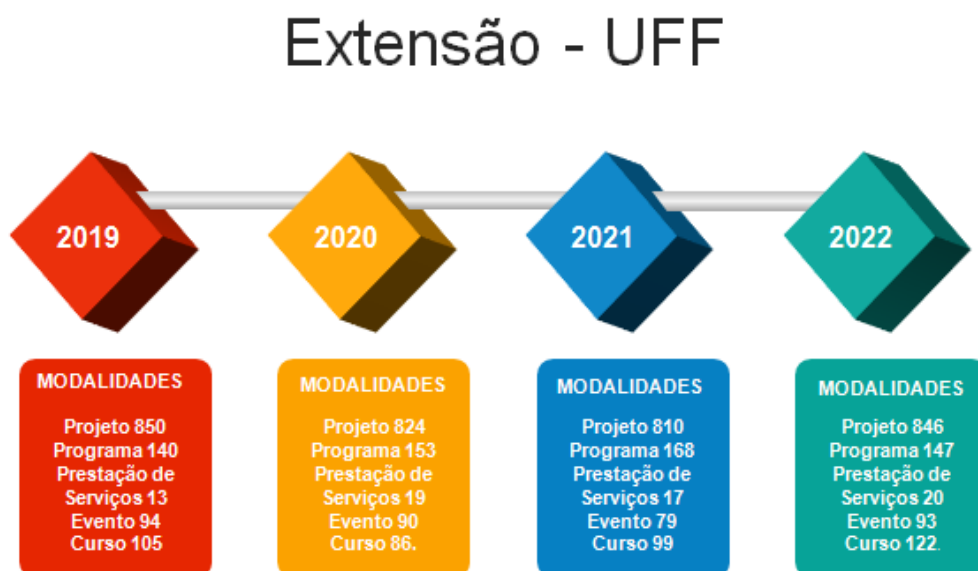 Extensão - UFF
2019
2020
2021
2022
MODALIDADES
Projeto 850
Programa 140
Prestação de
Serviços 13
Evento 94
Curso 105
MODALIDADES
Projeto 824
Programa 153
Prestação de
Serviços 19
Evento 90
Curso 86.
MODALIDADES
Projeto 810
Programa 168
Prestação de
Serviços 17
Evento 79
Curso 99
MODALIDADES
Projeto 846
Programa 147
Prestação de
Serviços 20
Evento 93
Curso 122.